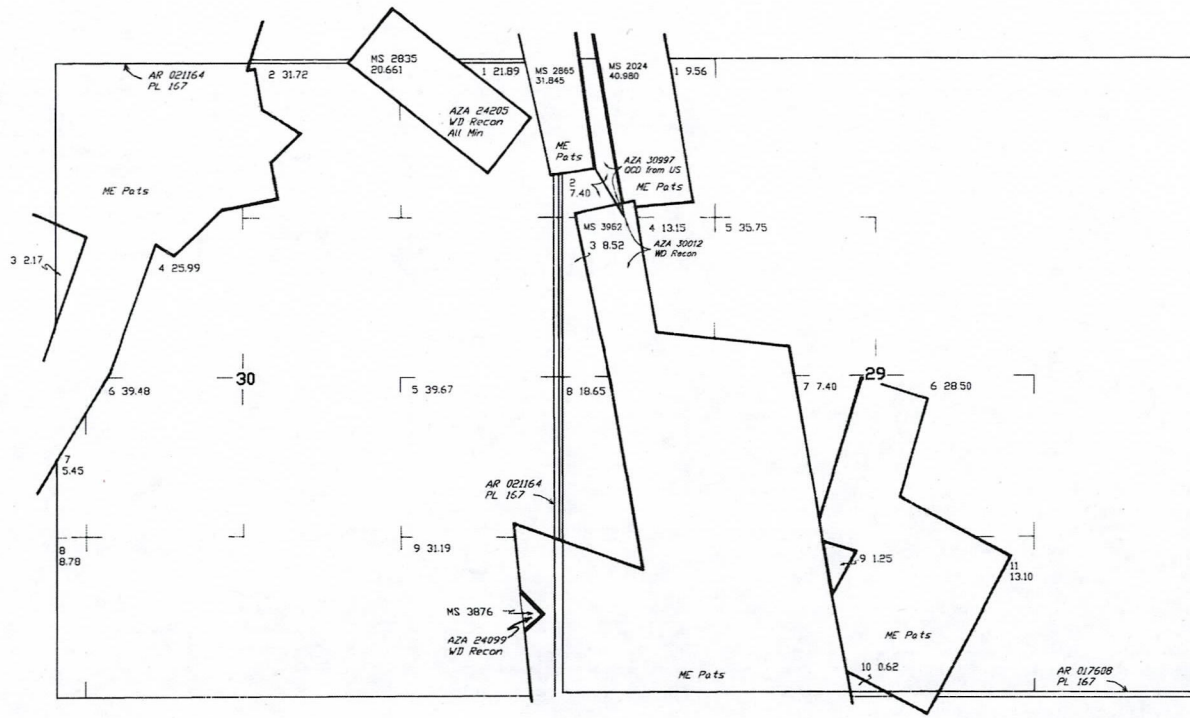 AR 021164
PL 167
2 31.72
MS 2835
20.661
1 21.89
MS 2865
31.845
MS 2024
40.980
1 9.56
AZA 24205
WD Recon
All Min
ME
Pats
AZA 30997
QCD from US
ME Pats
2
7.40
ME Pats
MS 3962
4 13.15
5 35.75
3 8.52
AZA 30012
WD Recon
3 2.17
4 25.99
6 39.48
30
5 39.67
8 18.65
7 7.40
29
6 28.50
7
5.45
AR 021164
PL 167
8
8.78
9 31.19
9 1.25
11
13.10
MS 3876
AZA 24099
WD Recon
ME Pats
10 0.62
ME Pats
AR 017608
PL 167